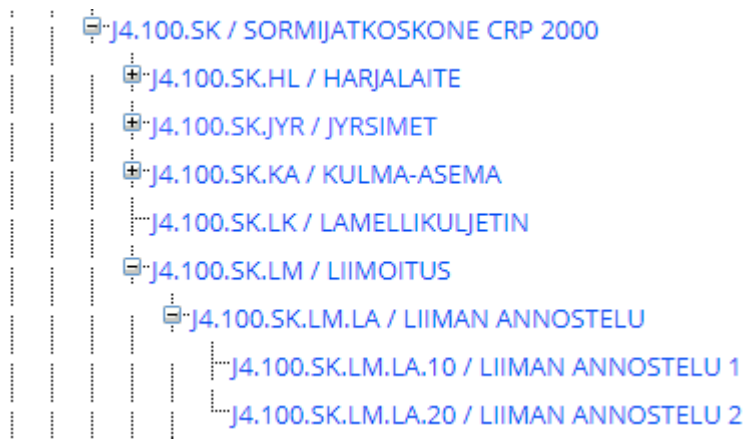 J4.100.SK / SORMIJATKOSKONE CRP 2000
J4.100.SK.HL / HARJALAITE
J4.100.SK.JYR / JYRSIMET
J4.100.SK.KA / KULMA-ASEMA
J4.100.SK.LK / LAMELLIKULJETIN
J4.100.SK.LM / LIIMOITUS
J4.100.SK.LM.LA / LIIMAN ANNOSTELU
J4.100.SK.LM.LA.10 / LIIMAN ANNOSTELU 1
J4.100.SK.LM.LA.20 / LIIMAN ANNOSTELU 2